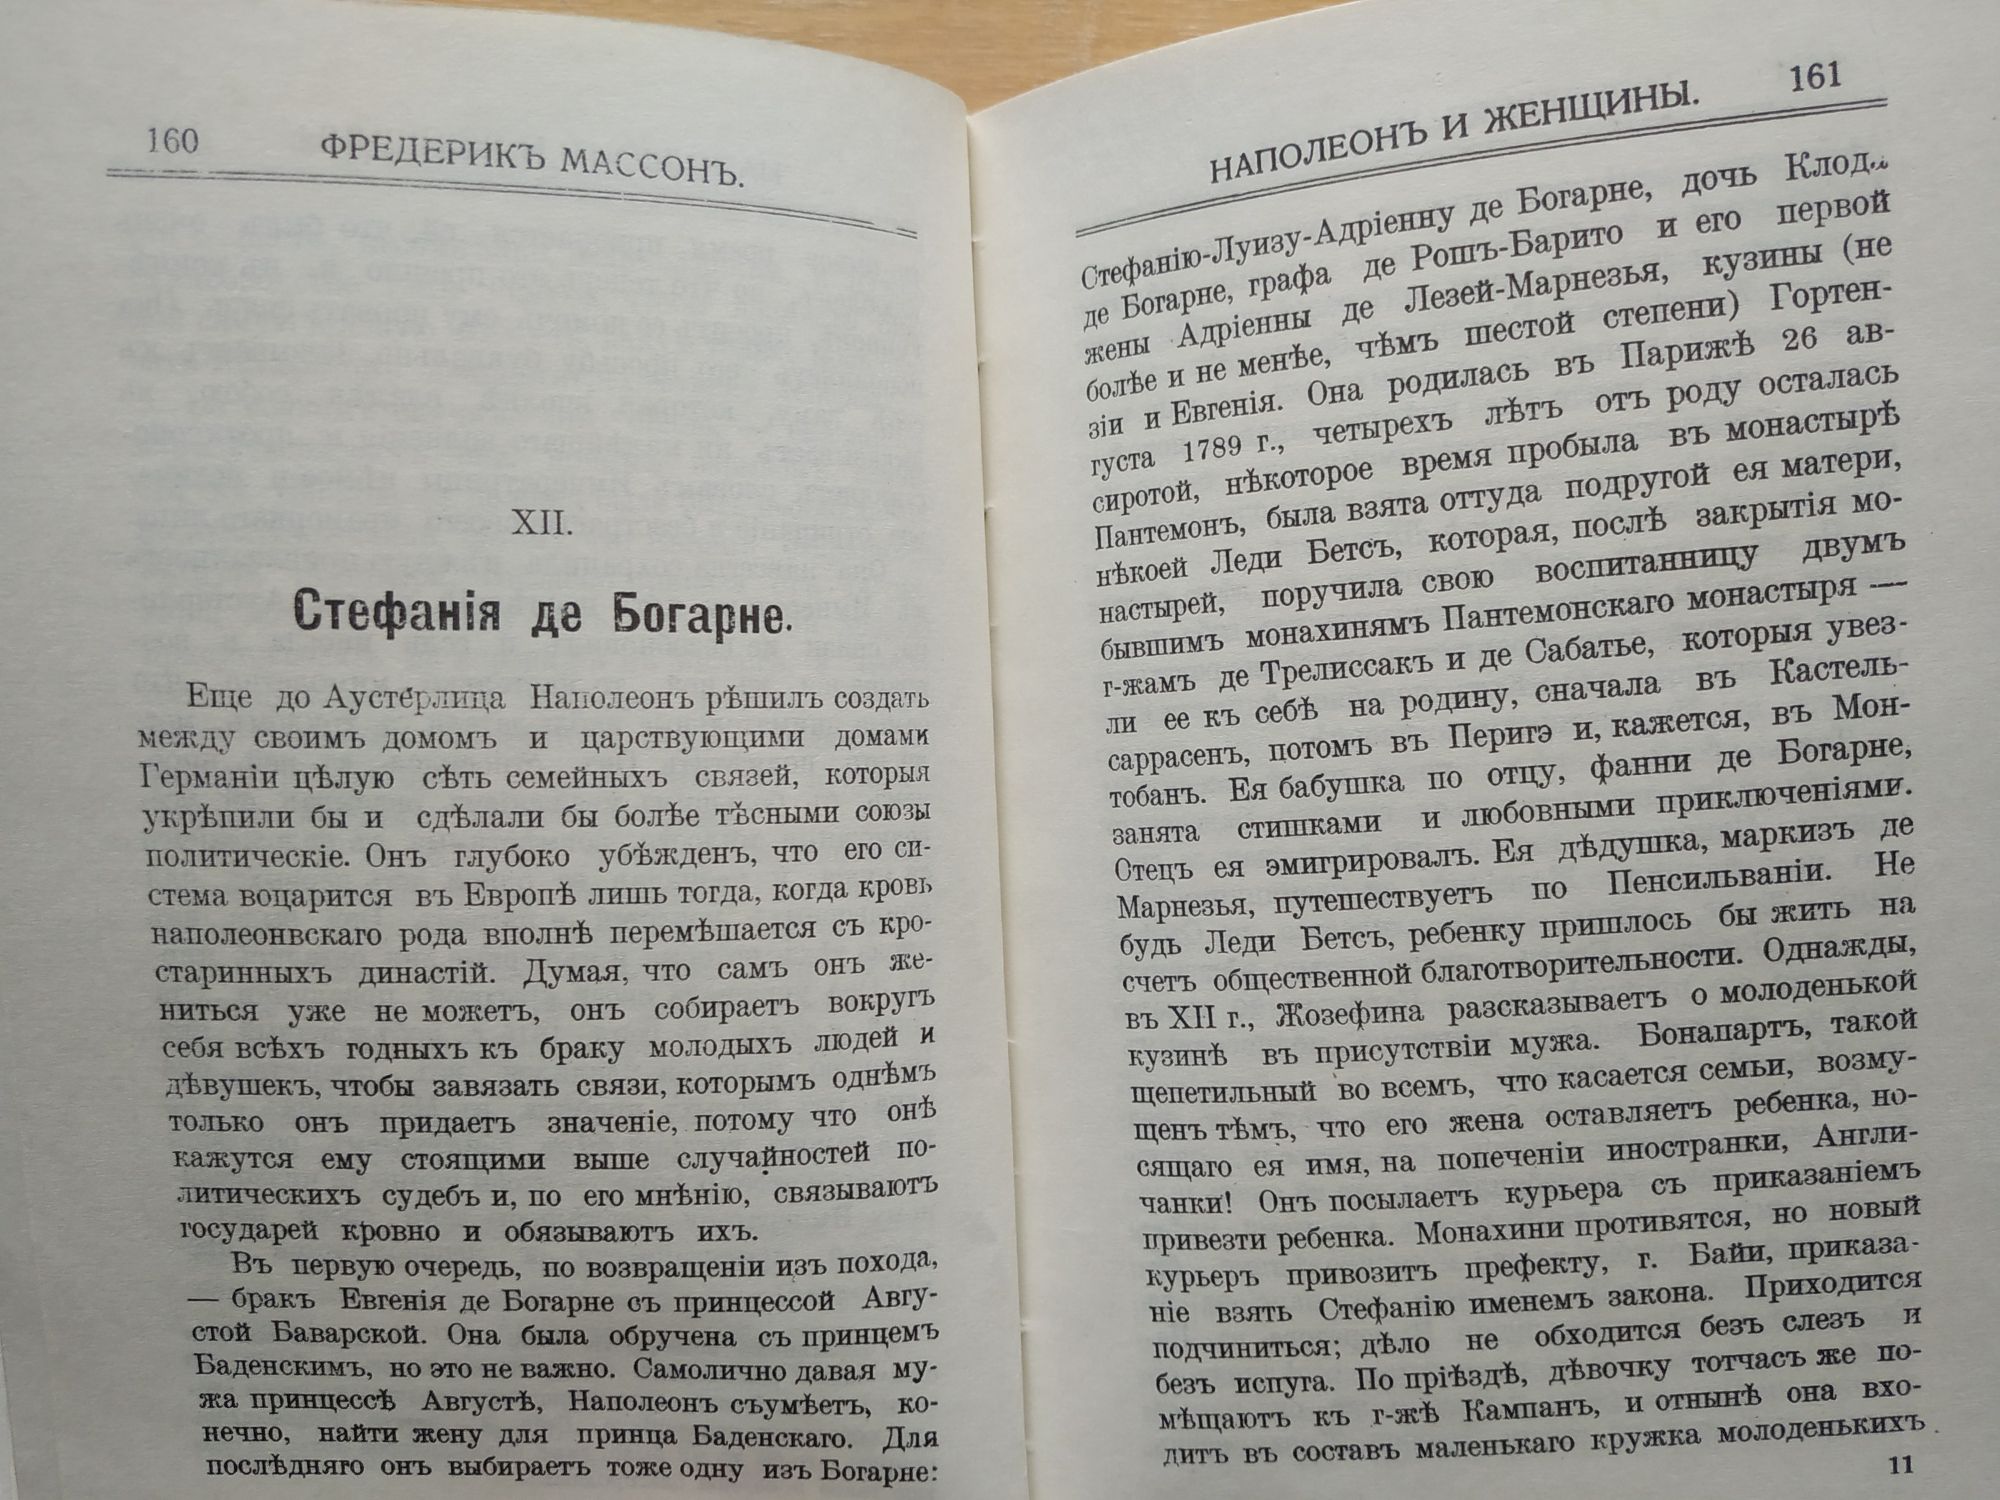 160
ФРЕДЕРИКЪ МАССОНЪ.
XII.
Стефанія де Богарне.
Еще до Аустерлица Наполеонъ рѣшилъ создать
между своимъ домомъ и царствующими домами
Германіи цѣлую сѣть семейныхъ связей, которыя
укрѣпили бы и сдѣлали бы болѣе тѣсными союзы
политическіе. Онъ глубоко убѣжденъ, что его си-
стема воцарится въ Европѣ лишь тогда, когда кровь
наполеонвскаго рода вполнѣ перемѣшается съ кро-
старинныхъ династій. Думая, что самъ онъ же-
ниться уже не можетъ, онъ собираетъ вокругъ
себя всѣхъ годныхъ къ браку молодыхъ людей и
дѣвушекъ, чтобы завязать связи, которымъ однѣмъ
только онъ придаетъ значеніе, потому что онѣ
кажутся ему стоящими выше случайностей по-
литическихъ судебъ и, по его мнѣнію, связываютъ
государей кровно и обязываютъ ихъ.
Въ первую очередь, по возвращеніи изъ похода,
— бракъ Евгенія де Богарне съ принцессой Авгу-
стой Баварской. Она была обручена съ принцемъ
Баденскимъ, но это не важно. Самолично давая му-
жа принцессѣ Августѣ, Наполеонъ съумѣетъ, ко-
нечно, найти жену для принца Баденскаго. Для
послѣдняго онъ выбираетъ тоже одну изъ Богарне:
НАПОЛЕОНЪ И ЖЕНЩИНЫ.
161
Стефанію-Луизу-Адріенну де Богарне, дочь
де Богарне, графа де Рошъ-Барито и его первой
жены Адріенны де Лезей-Марнезья, кузины (не
болѣе и не менѣе, чѣмъ шестой степени) Гортен-
зіи и Евгенія. Она родилась въ Парижѣ 26 ав-
густа 1789 г., четырехъ лѣтъ отъ роду осталась
сиротой, нѣкоторое время пробыла въ монастырѣ
Пантемонъ, была взята оттуда подругой ея матери,
нѣкоей Леди Бетсъ, которая, послѣ закрытія мо-
настырей, поручила свою воспитанницу двумъ
бывшимъ монахинямъ Пантемонскаго монастыря —
г-жамъ де Трелиссакъ и де Сабатье, которыя увез-
ли ее къ себѣ на родину, сначала въ Кастель-
саррасенъ, потомъ въ Перигэ и, кажется, въ Мон-
тобанъ. Ея бабушка по отцу, фанни де Богарне,
занята стишками и любовными приключеніями.
Отецъ ея эмигрировалъ. Ея дѣдушка, маркизъ де
Марнезья, путешествуетъ по Пенсильваніи. Не
будь Леди Бетсъ, ребенку пришлось бы жить на
счетъ общественной благотворительности. Однажды,
въ XII г., Жозефина разсказываетъ о молоденькой
кузинѣ въ присутствіи мужа. Бонапартъ, такой
щепетильный во всемъ, что касается семьи, возму-
щенъ тѣмъ, что его жена оставляетъ ребенка, но-
сящаго ея имя, на попеченіи иностранки, Англи-
чанки! Онъ посылаетъ курьера съ приказаніемъ
привезти ребенка. Монахини противятся, но новый
курьеръ привозитъ префекту, г. Байи, приказа-
ніе взять Стефанію именемъ закона. Приходится
подчиниться; дѣло не обходится безъ слезъ и
безъ испуга. По пріѣздѣ, дѣвочку тотчасъ же по-
мѣщаютъ къ г-жѣ Кампанъ, и отнынѣ она вхо-
дитъ въ составъ маленькаго кружка молоденькихъ
11